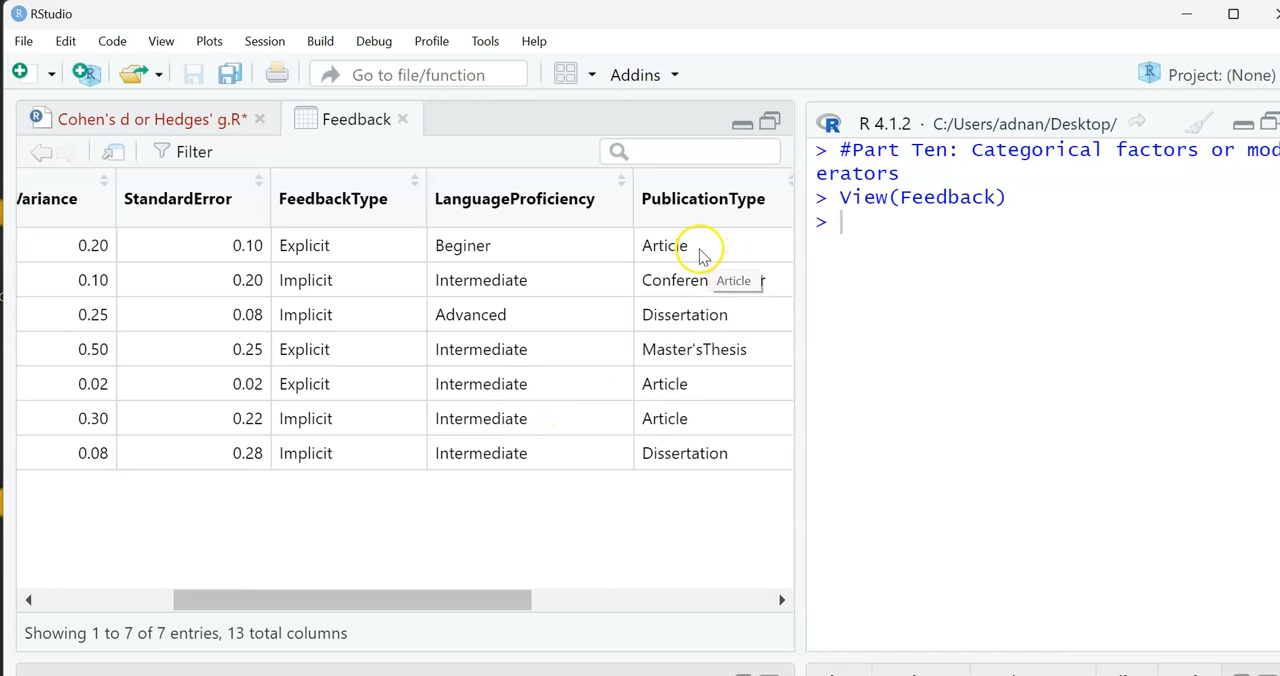 RStudio
File Edit Code View Plots Session Build Debug Profile Tools Help
Go to file/function Addins Project: (None)
Cohen's d or Hedges' g.R* Feedback
Filter
Variance StandardError FeedbackType LanguageProficiency PublicationType
0.20 0.10 Explicit Beginer Article
0.10 0.20 Implicit Intermediate Conferen r
Article
0.25 0.08 Implicit Advanced Dissertation
0.50 0.25 Explicit Intermediate Master'sThesis
0.02 0.02 Explicit Intermediate Article
0.30 0.22 Implicit Intermediate Article
0.08 0.28 Implicit Intermediate Dissertation
Showing 1 to 7 of 7 entries, 13 total columns
R 4.1.2 · C:/Users/adnan/Desktop/
> #Part Ten: Categorical factors or mod
erators
> View(Feedback)
>